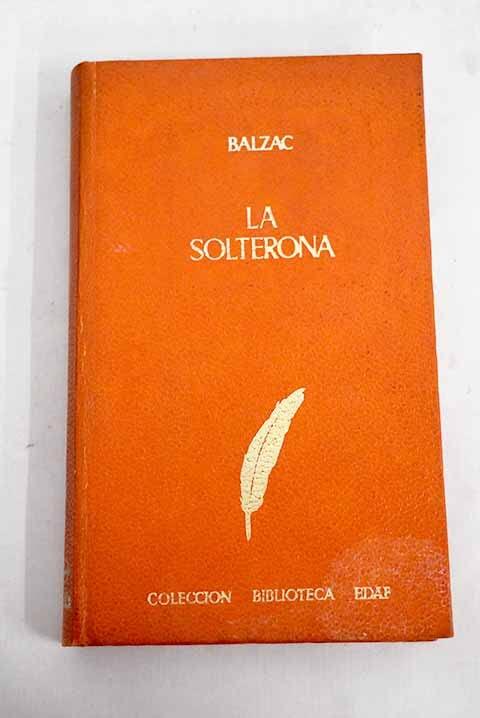 BALZAC
LA
SOLTERONA
COLECCION BIBLIOTECA EDAF